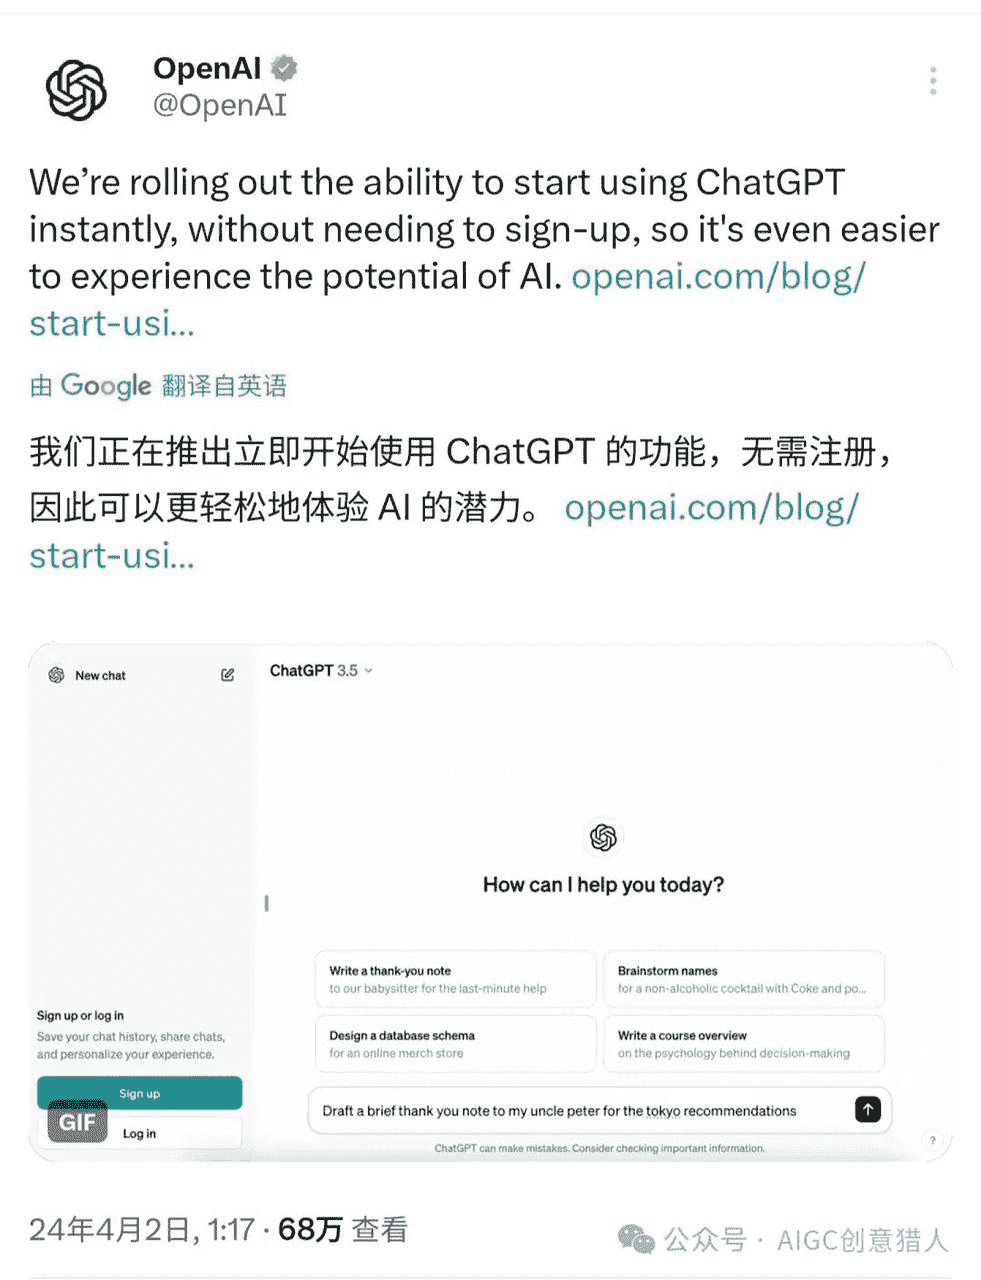 OpenAI
@OpenAI
We’re rolling out the ability to start using ChatGPT
instantly, without needing to sign-up, so it's even easier
to experience the potential of AI. openai.com/blog/
start-usi...
由 Google 翻译自英语
我们正在推出立即开始使用 ChatGPT 的功能，无需注册，
因此可以更轻松地体验 AI 的潜力。 openai.com/blog/
start-usi...
New chat
ChatGPT 3.5
How can I help you today?
Write a thank-you note
to our babysitter for the last-minute help
Brainstorm names
for a non-alcoholic cocktail with Coke and po...
Design a database schema
for an online merch store
Write a course overview
on the psychology behind decision-making
Sign up or log in
Save your chat history, share chats,
and personalize your experience.
Sign up
GIF
Log in
Draft a brief thank you note to my uncle peter for the tokyo recommendations
ChatGPT can make mistakes. Consider checking important information.
?
24年4月2日, 1:17 · 68万 查看
公众号 · AIGC创意猎人